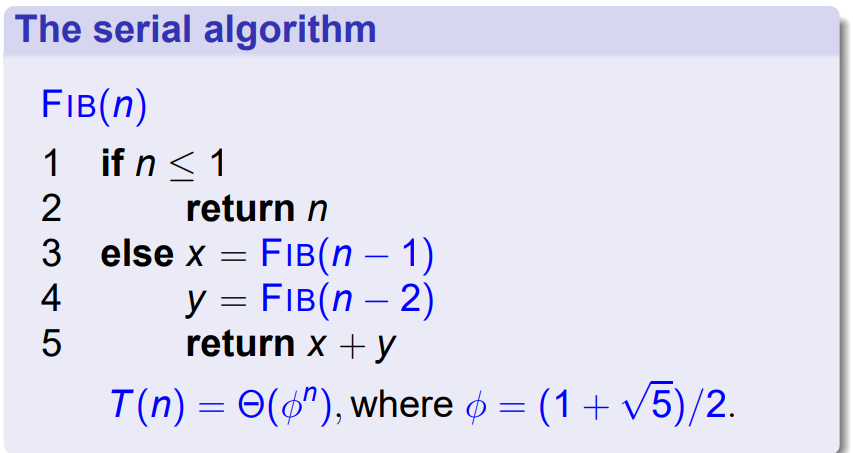 The serial algorithm
FIB(n)
1 if n ≤ 1
2 return n
3 else x = FIB(n − 1)
4 y = FIB(n − 2)
5 return x + y
T(n) = Θ(ϕⁿ), where ϕ = (1 + √5)/2.